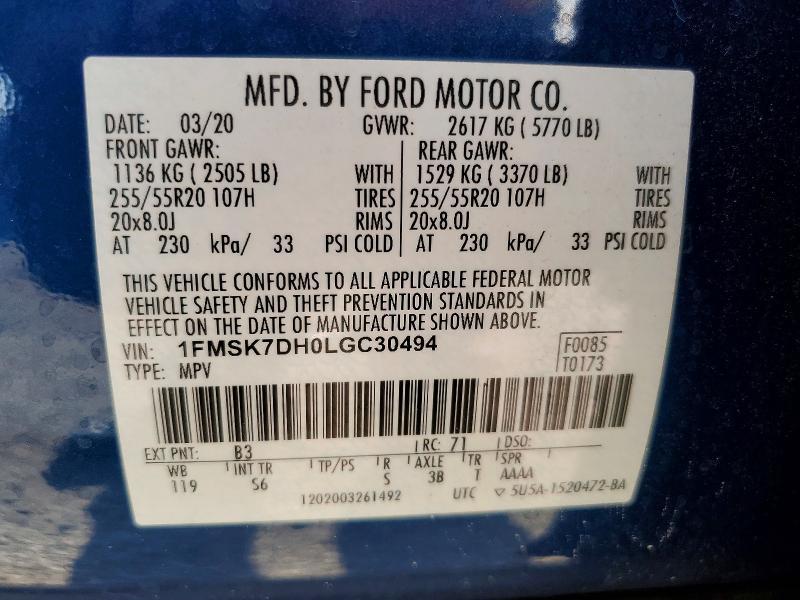 MFD. BY FORD MOTOR CO.
DATE: 03/20 GVWR: 2617 KG ( 5770 LB)
FRONT GAWR: REAR GAWR:
1136 KG ( 2505 LB) WITH 1529 KG ( 3370 LB) WITH
255/55R20 107H TIRES 255/55R20 107H TIRES
20x8.0J RIMS 20x8.0J RIMS
AT 230 kPa/ 33 PSI COLD AT 230 kPa/ 33 PSI COLD
THIS VEHICLE CONFORMS TO ALL APPLICABLE FEDERAL MOTOR
VEHICLE SAFETY AND THEFT PREVENTION STANDARDS IN
EFFECT ON THE DATE OF MANUFACTURE SHOWN ABOVE.
VIN: 1FMSK7DH0LGC30494 F0085
TYPE: MPV T0173
EXT PNT: B3 RC: 71 DSO:
WB INT TR TP/PS R AXLE TR SPR
119 S6 S 3B T AAAA
1202003261492 UTC ▽ 5U5A-1520472-BA